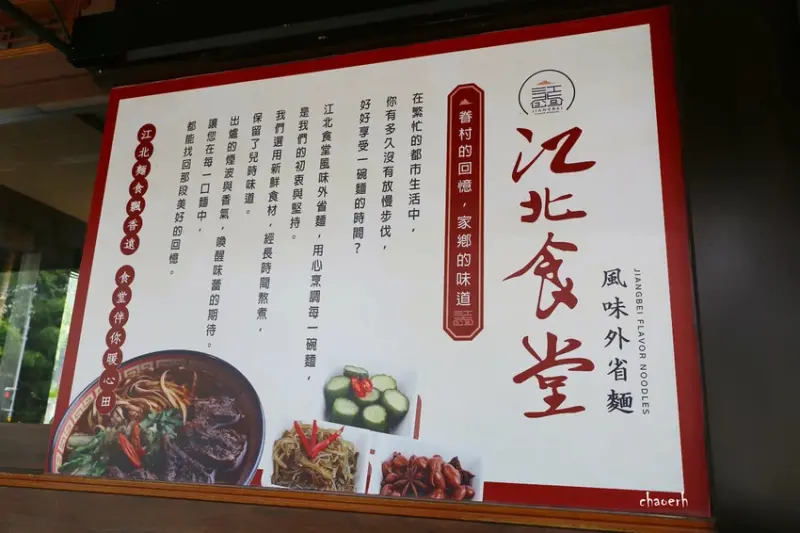 JIANGBEI
江北食堂
風味外省麵
JIANGBEI FLAVOR NOODLES
眷村的回憶，家鄉的味道
在繁忙的都市生活中，
你有多久沒有放慢步伐，
好好享受一碗麵的時間？
江北食堂風味外省麵，用心烹調每一碗麵，
是我們的初衷與堅持。
我們選用新鮮食材，經長時間熬煮，
保留了兒時味道。
出爐的煙波與香氣，喚醒味蕾的期待。
讓您在每一口麵中，
都能找回那段美好的回憶。
江北麵食飄香遠
食堂伴你暖心田
chaoerh